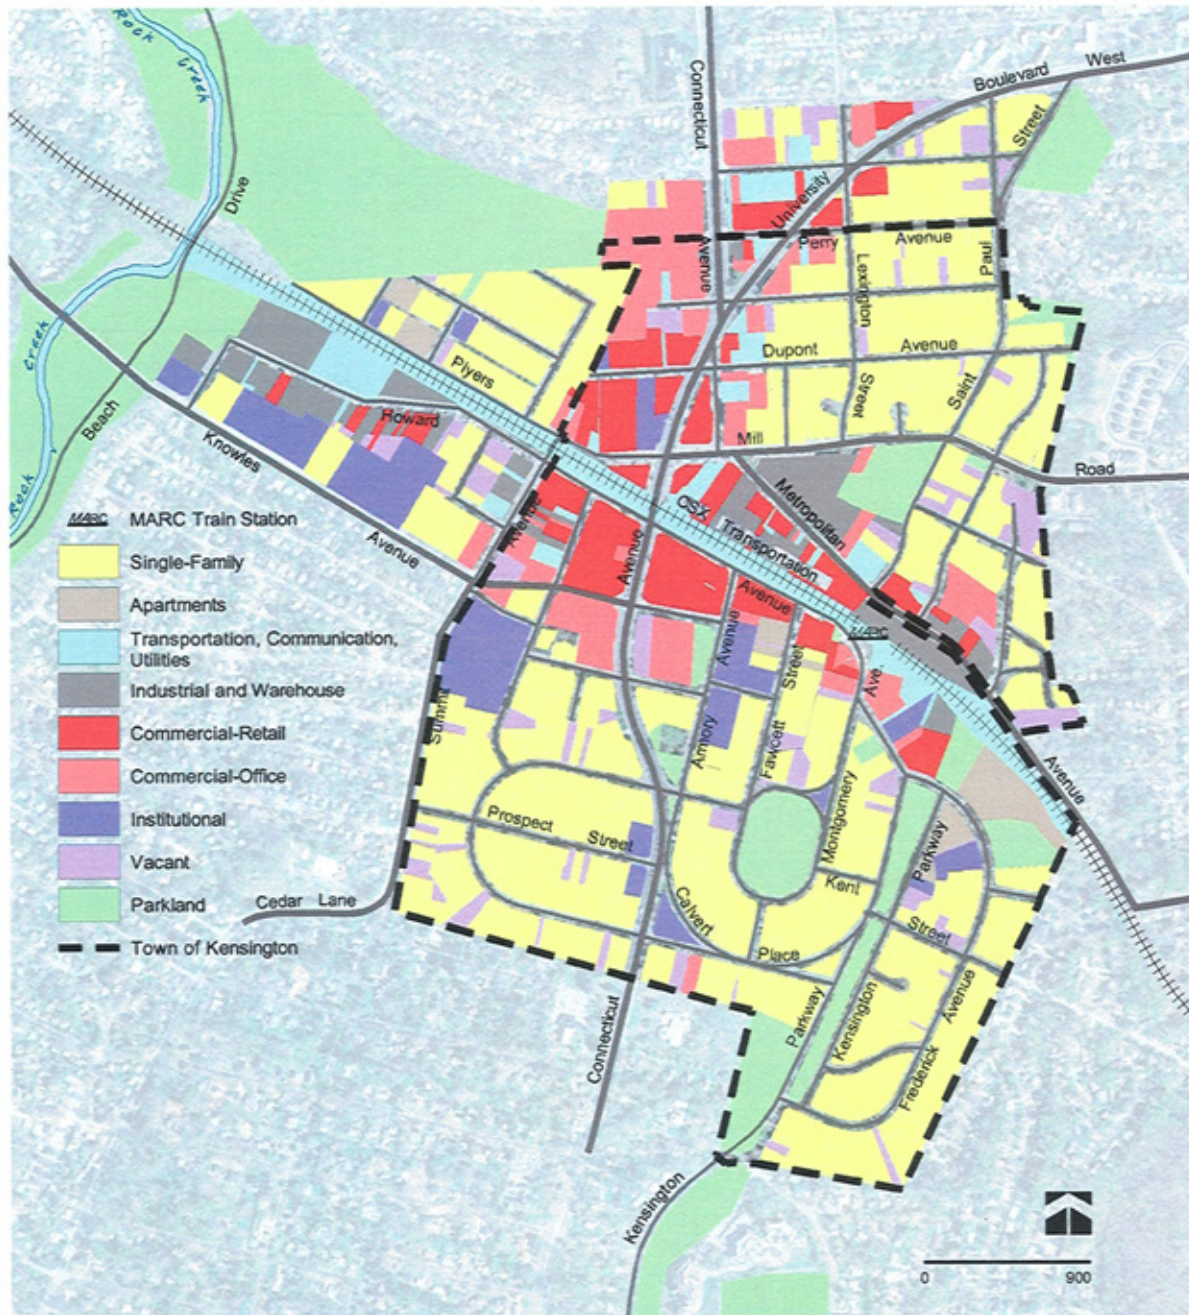 Rock
Creek
Connecticut
Boulevard West
Street
Drive
University
Avenue
Perry
Avenue
Paul
Lexington
Creek
Plyers
Dupont
Avenue
Saint
Street
Beach
Howard
Mill
Road
Knowles
Rock
Metropolitan
CSX
Transportation
Avenue
Avenue
Avenue
Avenue
MARC
Avenue
Street
Ave.
Armory
Fawcett
Montgomery
Avenue
Prospect
Street
Parkway
Kent
Street
Cedar Lane
Calvert
Place
Avenue
Parkway
Kensington
Frederick
Connecticut
Kensington
MARC MARC Train Station
Single-Family
Apartments
Transportation, Communication,
Utilities
Industrial and Warehouse
Commercial-Retail
Commercial-Office
Institutional
Vacant
Parkland
Town of Kensington
0 900